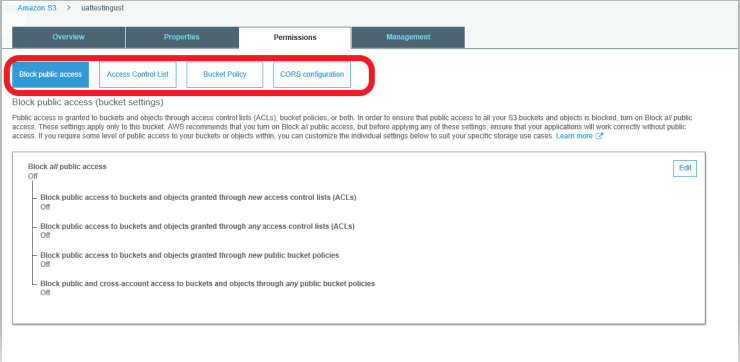 Amazon S3 > uattestingust
Overview Properties Permissions Management
Block public access Access Control List Bucket Policy CORS configuration
Block public access (bucket settings)
Public access is granted to buckets and objects through access control lists (ACLs), bucket policies, or both. In order to ensure that public access to all your S3 buckets and objects is blocked, turn on Block all public
access. These settings apply only to this bucket. AWS recommends that you turn on Block all public access, but before applying any of these settings, ensure that your applications will work correctly without public
access. If you require some level of public access to your buckets or objects within, you can customize the individual settings below to suit your specific storage use cases. Learn more
Block all public access Edit
Off
Block public access to buckets and objects granted through new access control lists (ACLs)
Off
Block public access to buckets and objects granted through any access control lists (ACLs)
Off
Block public access to buckets and objects granted through new public bucket policies
Off
Block public and cross-account access to buckets and objects through any public bucket policies
Off